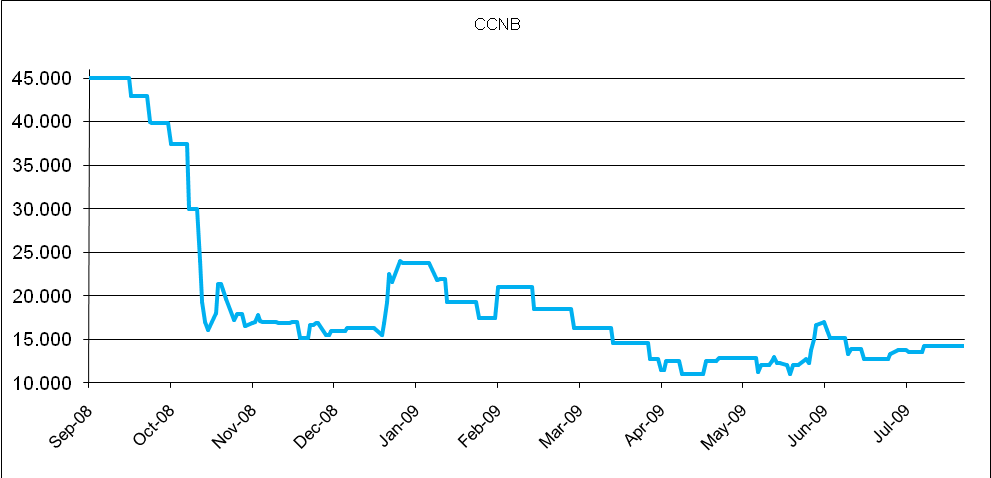 CCNB
45.000
40.000
35.000
30.000
25.000
20.000
15.000
10.000
Sep-08
Oct-08
Nov-08
Dec-08
Jan-09
Feb-09
Mar-09
Apr-09
May-09
Jun-09
Jul-09